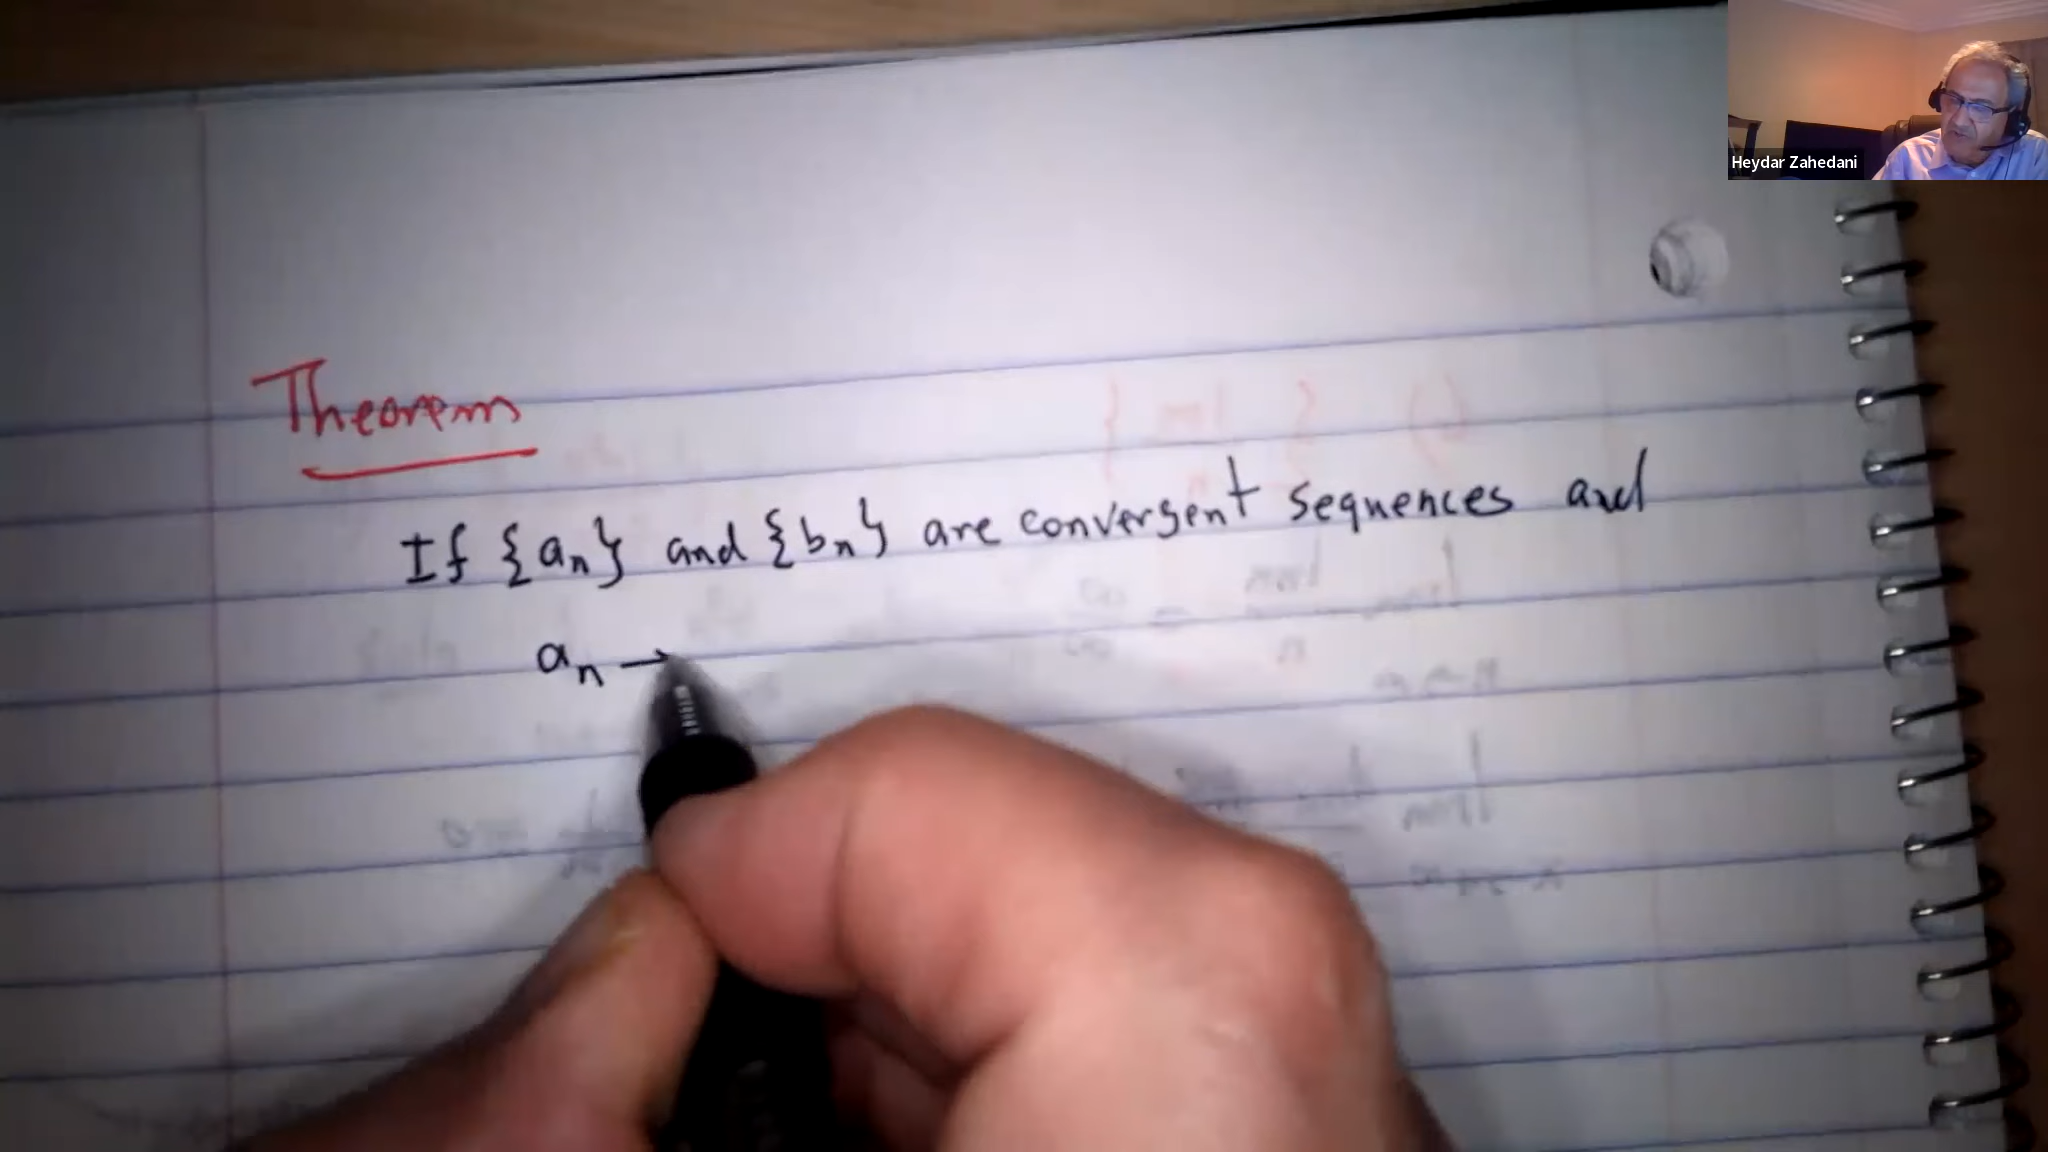 Heydar Zahedani
Theorem
If {an} and {bn} are convergent sequences and
an →